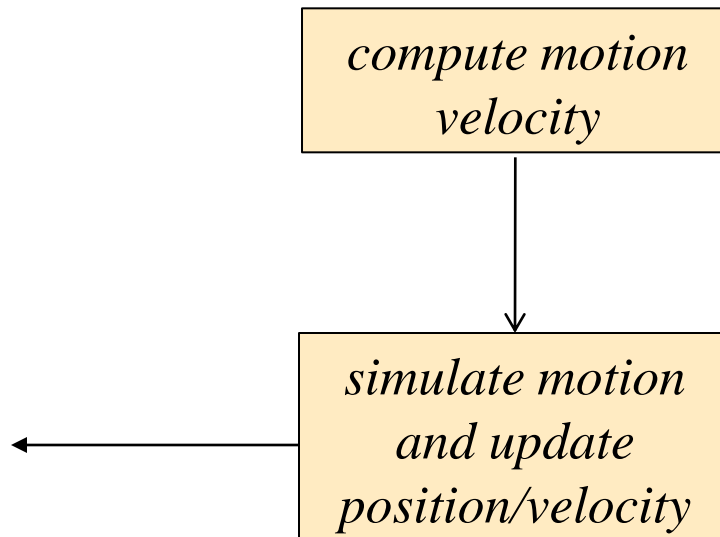 compute motion
velocity
simulate motion
and update
position/velocity